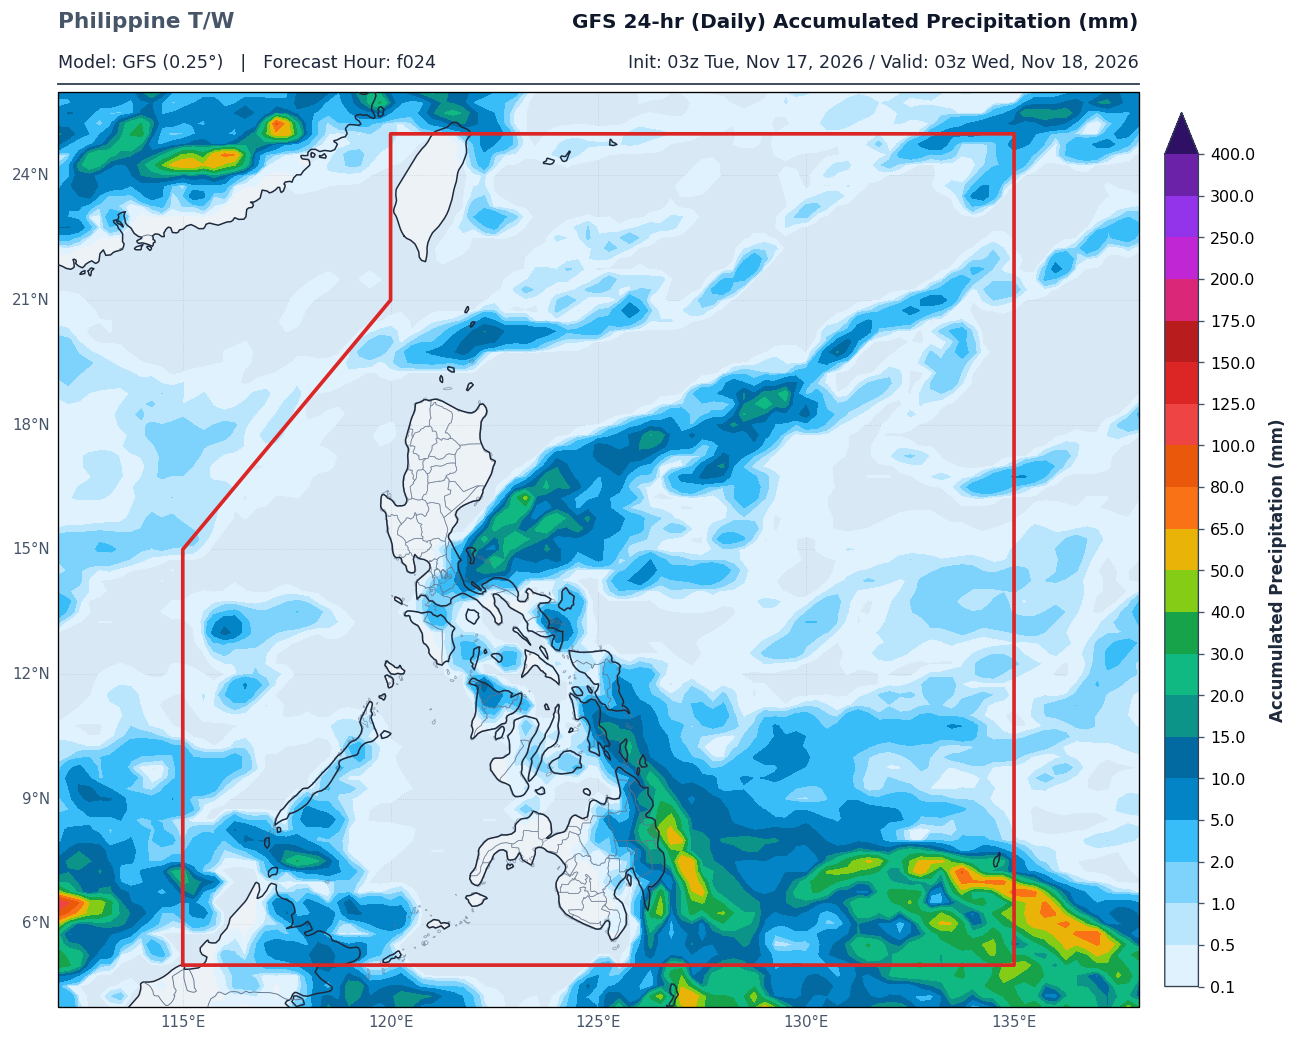 Philippine T/W
GFS 24-hr (Daily) Accumulated Precipitation (mm)
Model: GFS (0.25°)   |   Forecast Hour: f024
Init: 03z Tue, Nov 17, 2026 / Valid: 03z Wed, Nov 18, 2026
24°N
21°N
18°N
15°N
12°N
9°N
6°N
115°E
120°E
125°E
130°E
135°E
400.0
300.0
250.0
200.0
175.0
150.0
125.0
100.0
80.0
65.0
50.0
40.0
30.0
20.0
15.0
10.0
5.0
2.0
1.0
0.5
0.1
Accumulated Precipitation (mm)